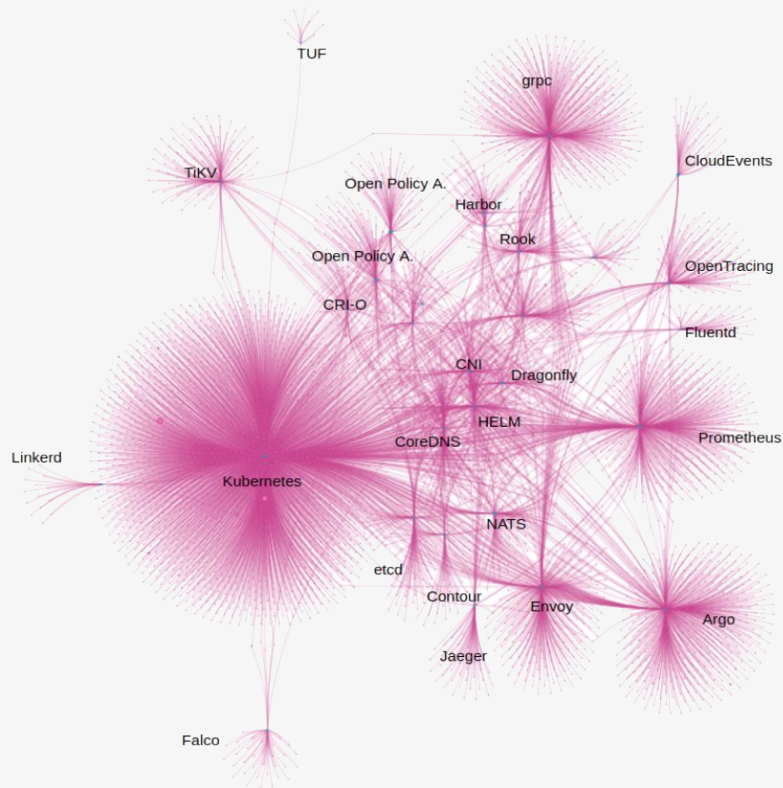 TUF
grpc
CloudEvents
TiKV
Open Policy A.
Harbor
Rook
Open Policy A.
OpenTracing
CRI-O
Fluentd
CNI
Dragonfly
HELM
CoreDNS
Prometheus
Linkerd
Kubernetes
NATS
etcd
Contour
Envoy
Argo
Jaeger
Falco